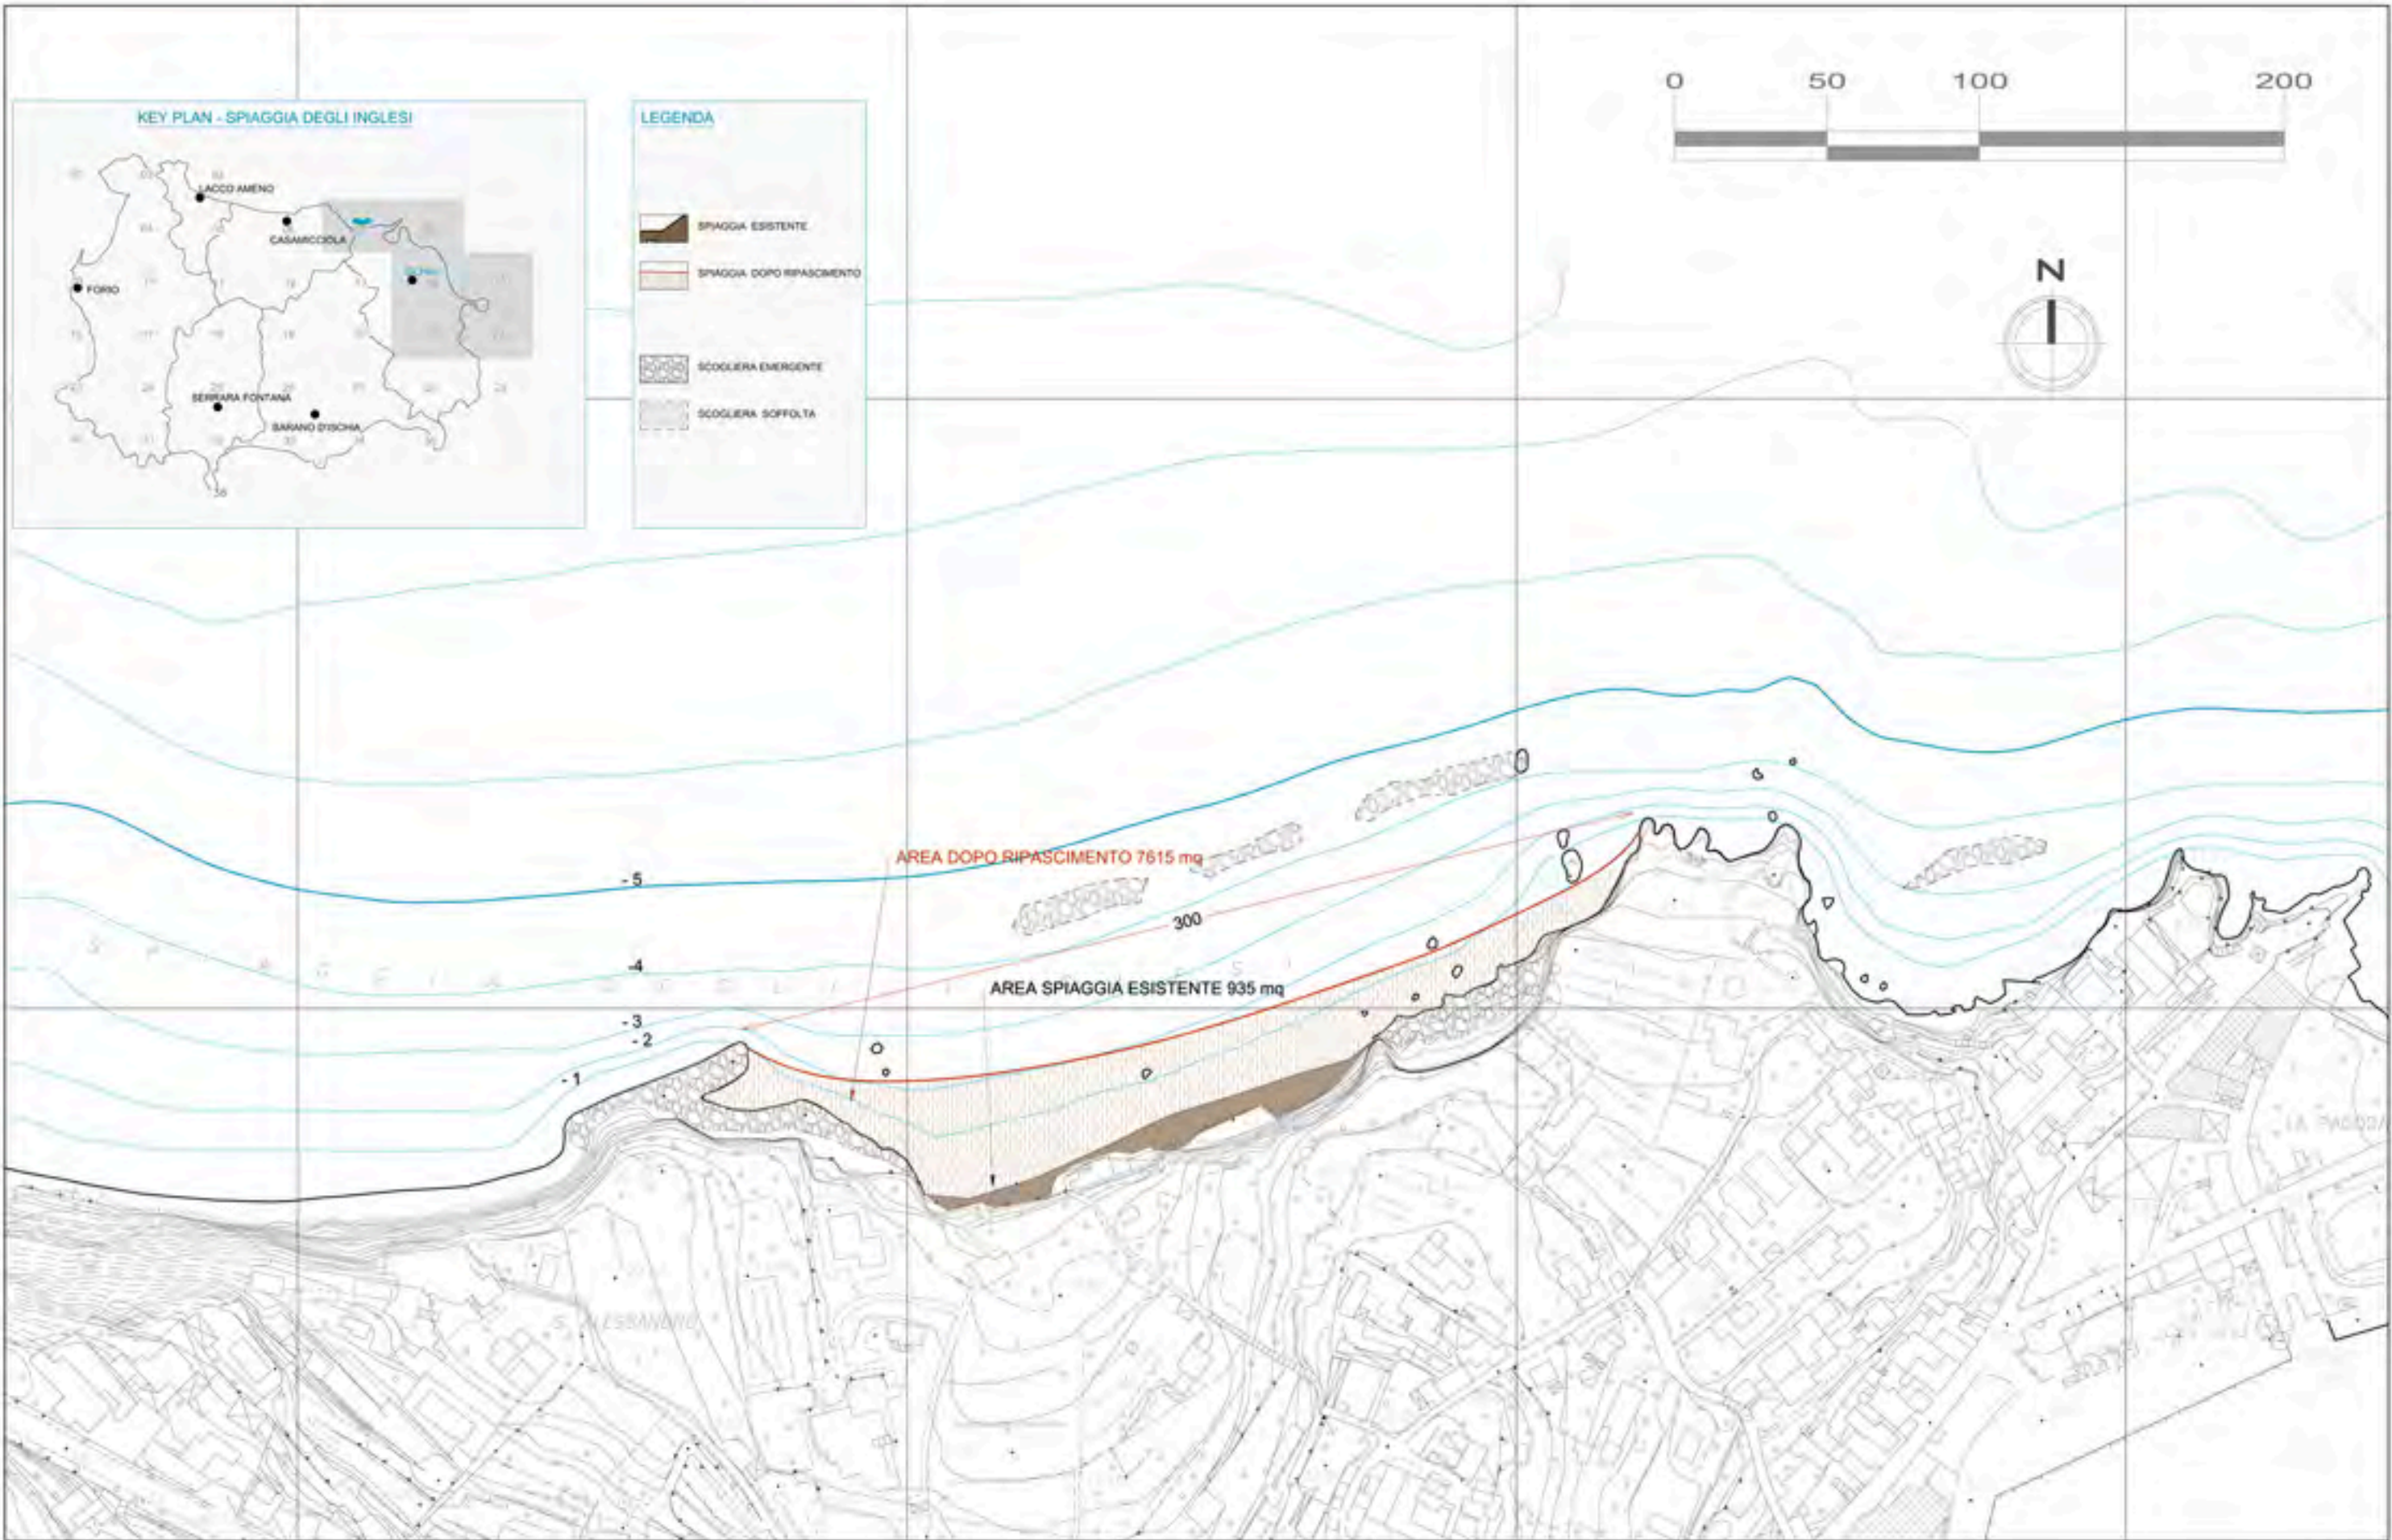 KEY PLAN - SPIAGGIA DEGLI INGLESI
LACCO AMENO
CASAMICCIOLA
FORIO
SERRARA FONTANA
BARANO D'ISCHIA
38
LEGENDA
SPIAGGIA ESISTENTE
SPIAGGIA DOPO RIPASCIMENTO
SCOGLIERA EMERGENTE
SCOGLIERA SOFFOLTA
0 50 100 200
N
AREA DOPO RIPASCIMENTO 7615 mq
- 5
300
-4
AREA SPIAGGIA ESISTENTE 935 mq
- 3
- 2
- 1